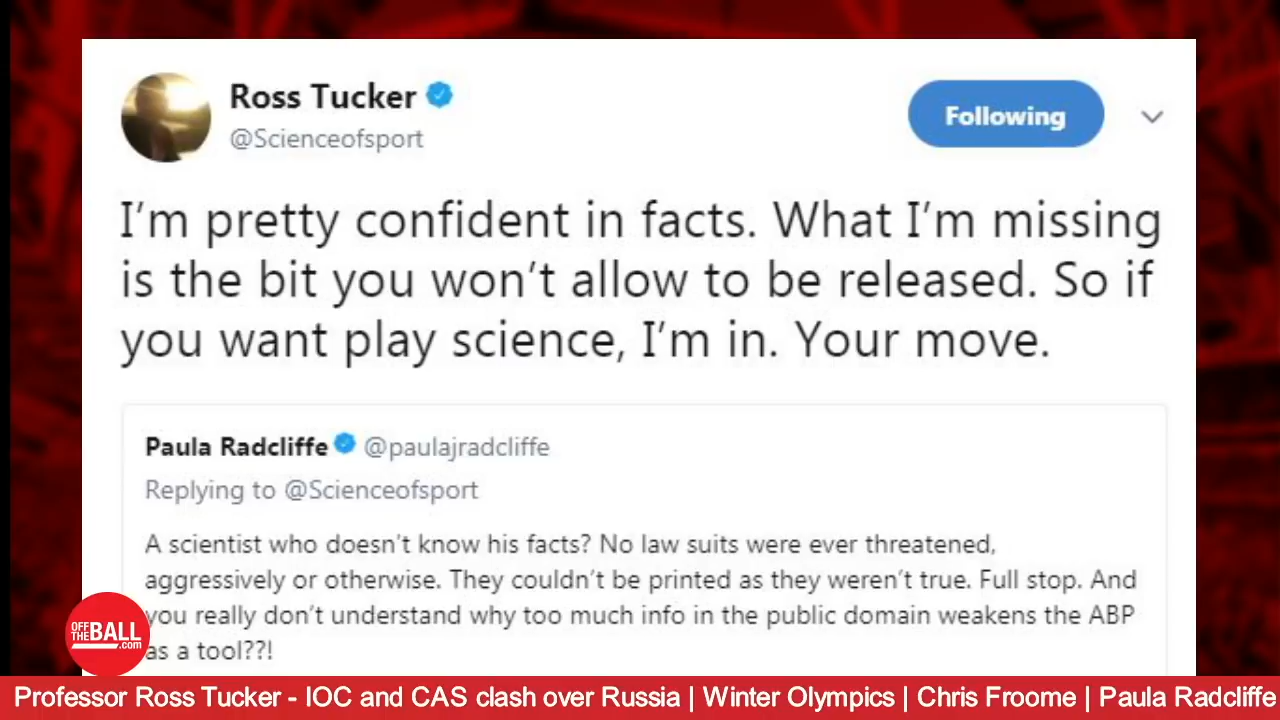 Ross Tucker
@Scienceofsport
Following
I'm pretty confident in facts. What I'm missing
is the bit you won't allow to be released. So if
you want play science, I'm in. Your move.
Paula Radcliffe @paulajradcliffe
Replying to @Scienceofsport
A scientist who doesn't know his facts? No law suits were ever threatened,
aggressively or otherwise. They couldn't be printed as they weren't true. Full stop. And
you really don't understand why too much info in the public domain weakens the ABP
as a tool??!
OFF
THE BALL
.com
Professor Ross Tucker - IOC and CAS clash over Russia | Winter Olympics | Chris Froome | Paula Radcliffe